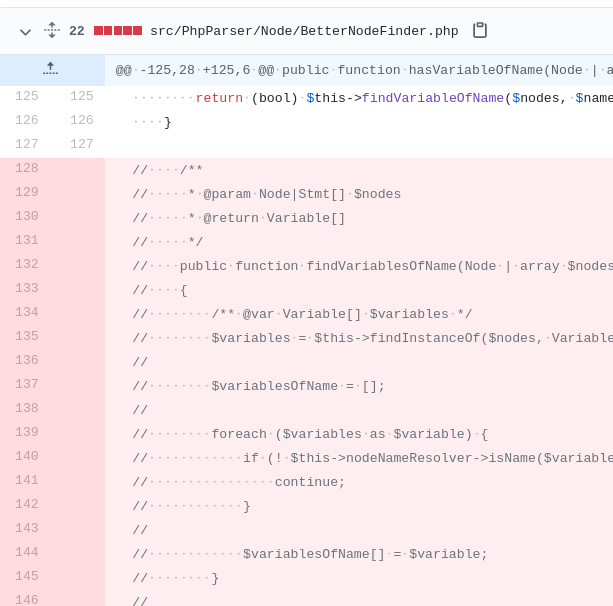 22 src/PhpParser/Node/BetterNodeFinder.php
@@ -125,28 +125,6 @@ public function hasVariableOfName(Node | a
125 125 return (bool) $this->findVariableOfName($nodes, $name
126 126 }
127 127
128 // /**
129 // * @param Node|Stmt[] $nodes
130 // * @return Variable[]
131 // */
132 // public function findVariablesOfName(Node | array $nodes
133 // {
134 // /** @var Variable[] $variables */
135 // $variables = $this->findInstanceOf($nodes, Variable
136 //
137 // $variablesOfName = [];
138 //
139 // foreach ($variables as $variable) {
140 // if (! $this->nodeNameResolver->isName($variable
141 // continue;
142 // }
143 //
144 // $variablesOfName[] = $variable;
145 // }
146 //